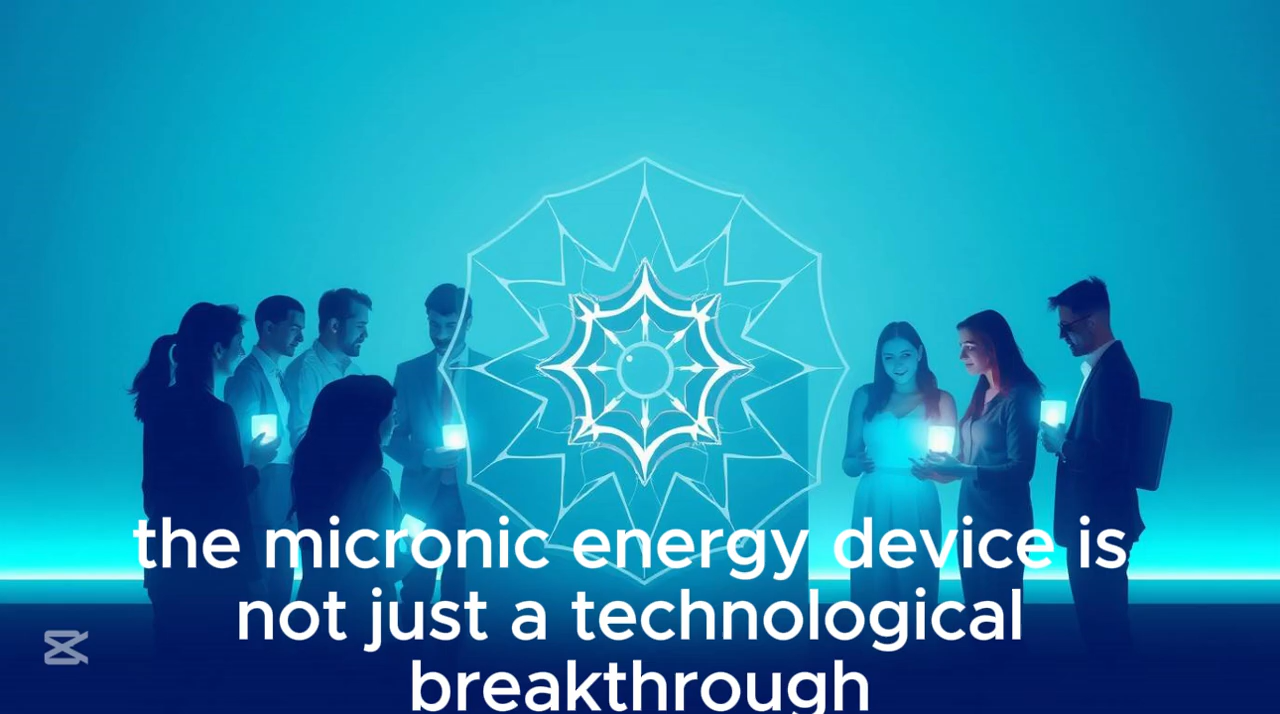 the micronic energy device is
not just a technological
breakthrough